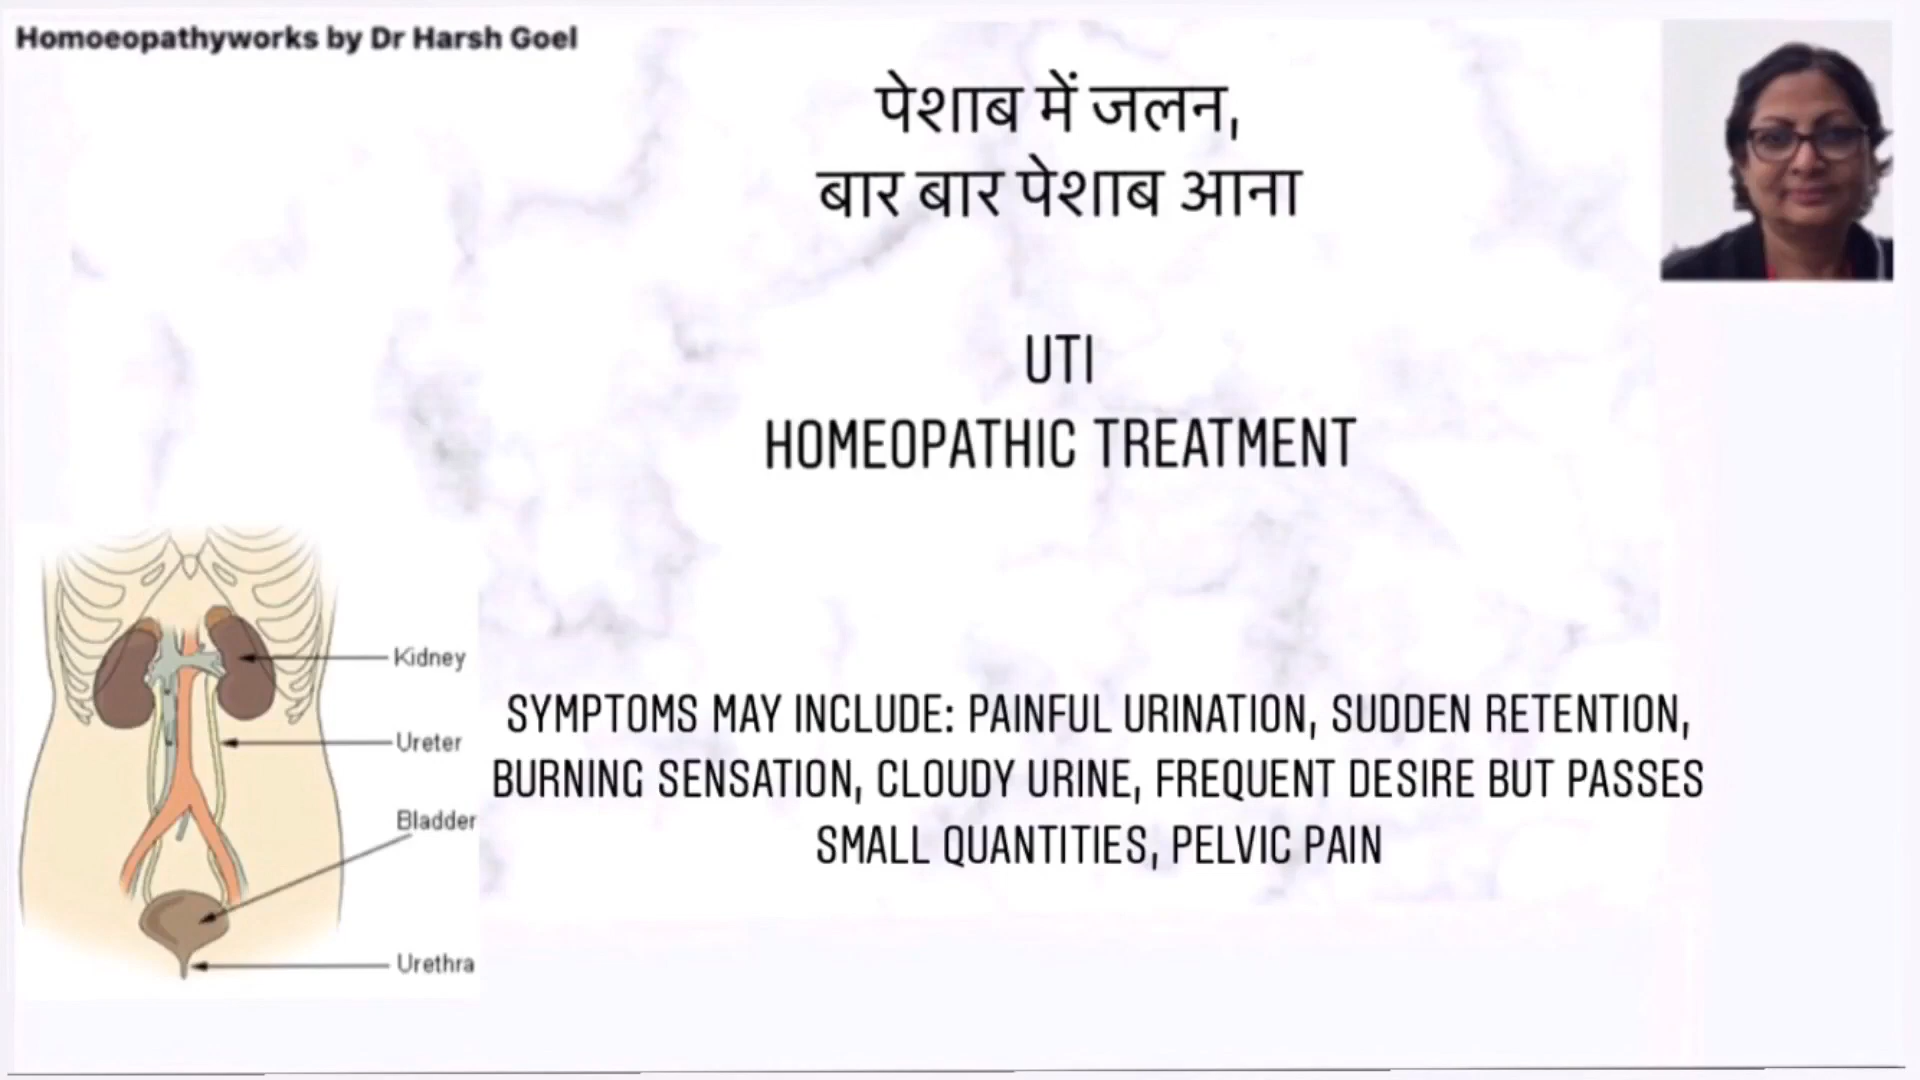 Homoeopathyworks by Dr Harsh Goel
पेशाब में जलन,
बार बार पेशाब आना
UTI
HOMEOPATHIC TREATMENT
Kidney
Ureter
Bladder
Urethra
SYMPTOMS MAY INCLUDE: PAINFUL URINATION, SUDDEN RETENTION,
BURNING SENSATION, CLOUDY URINE, FREQUENT DESIRE BUT PASSES
SMALL QUANTITIES, PELVIC PAIN